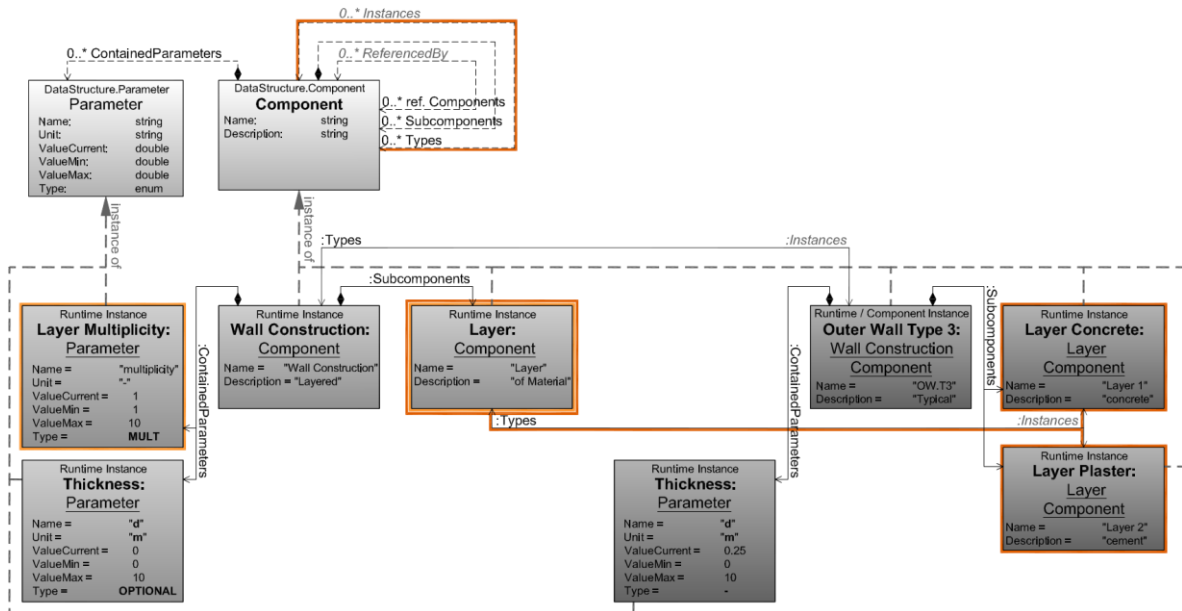 0..* Instances
0..* ReferencedBy
0..* ContainedParameters
DataStructure.Parameter
Parameter
Name: string
Unit: string
ValueCurrent: double
ValueMin: double
ValueMax: double
Type: enum
DataStructure.Component
Component
Name: string
Description: string
0..* ref. Components
0..* Subcomponents
0..* Types
instance of
instance of
:Types
:Instances
:Subcomponents
:ContainedParameters
:ContainedParameters
:Subcomponents
Runtime Instance
Layer Multiplicity:
Parameter
Name = "multiplicity"
Unit = "-"
ValueCurrent = 1
ValueMin = 1
ValueMax = 10
Type = MULT
Runtime Instance
Wall Construction:
Component
Name = "Wall Construction"
Description = "Layered"
Runtime Instance
Layer:
Component
Name = "Layer"
Description = "of Material"
Runtime / Component Instance
Outer Wall Type 3:
Wall Construction
Component
Name = "OW.T3"
Description = "Typical"
Runtime Instance
Layer Concrete:
Layer
Component
Name = "Layer 1"
Description = "concrete"
:Types
:Instances
Runtime Instance
Thickness:
Parameter
Name = "d"
Unit = "m"
ValueCurrent = 0
ValueMin = 0
ValueMax = 10
Type = OPTIONAL
Runtime Instance
Thickness:
Parameter
Name = "d"
Unit = "m"
ValueCurrent = 0.25
ValueMin = 0
ValueMax = 10
Type = -
Runtime Instance
Layer Plaster:
Layer
Component
Name = "Layer 2"
Description = "cement"